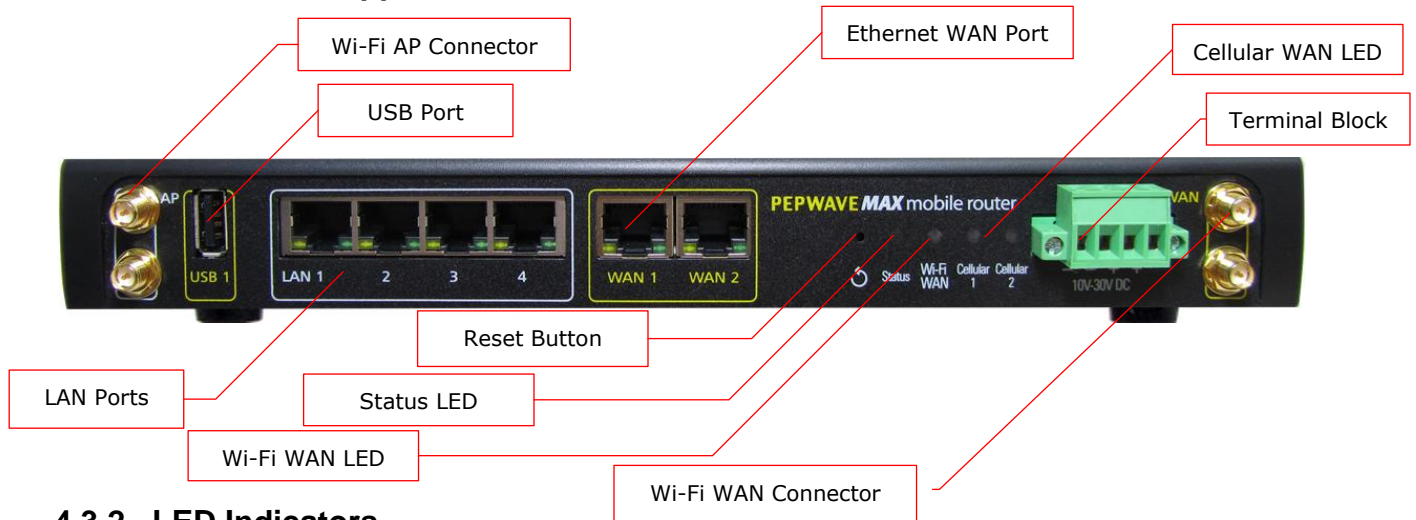 Wi-Fi AP Connector
Ethernet WAN Port
Cellular WAN LED
USB Port
Terminal Block
AP
PEPWAVE MAX mobile router
WAN
USB 1
LAN 1 2 3 4
WAN 1 WAN 2
Status
Wi-Fi WAN
Cellular 1
Cellular 2
10V-30V DC
Reset Button
LAN Ports
Status LED
Wi-Fi WAN LED
Wi-Fi WAN Connector
4.3.2 LED Indicators